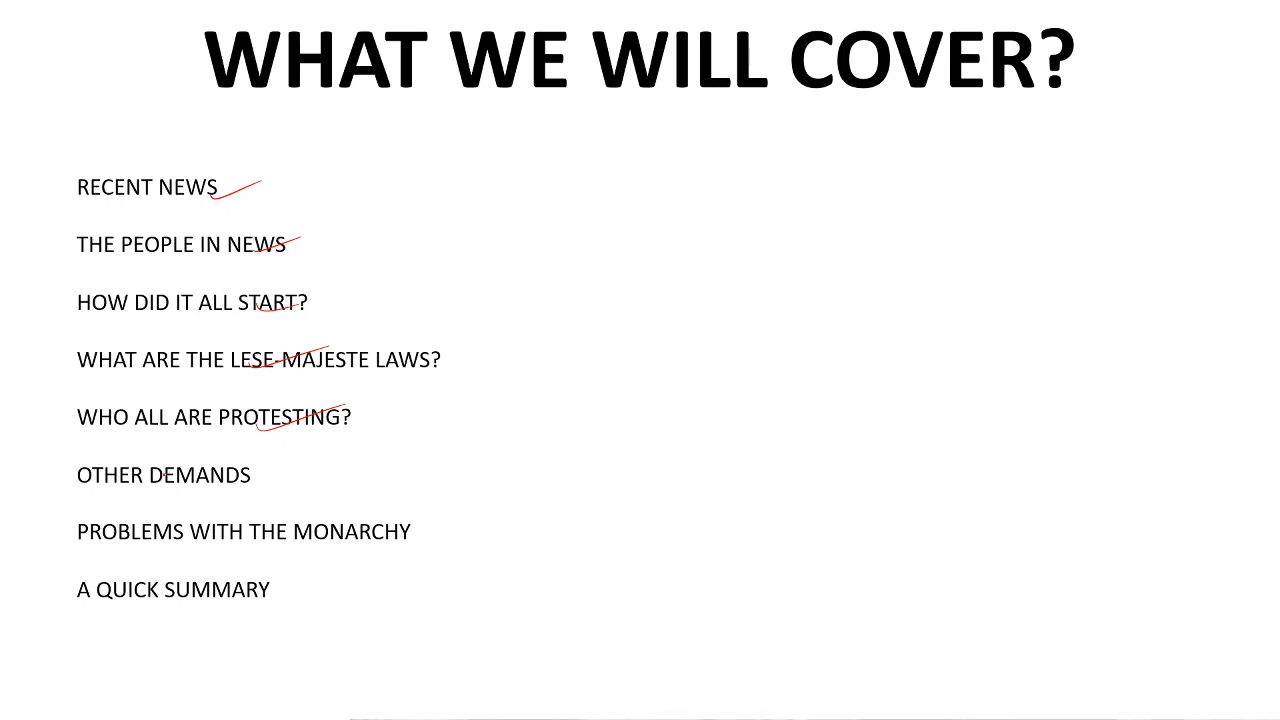 WHAT WE WILL COVER?
RECENT NEWS
THE PEOPLE IN NEWS
HOW DID IT ALL START?
WHAT ARE THE LESE-MAJESTE LAWS?
WHO ALL ARE PROTESTING?
OTHER DEMANDS
PROBLEMS WITH THE MONARCHY
A QUICK SUMMARY